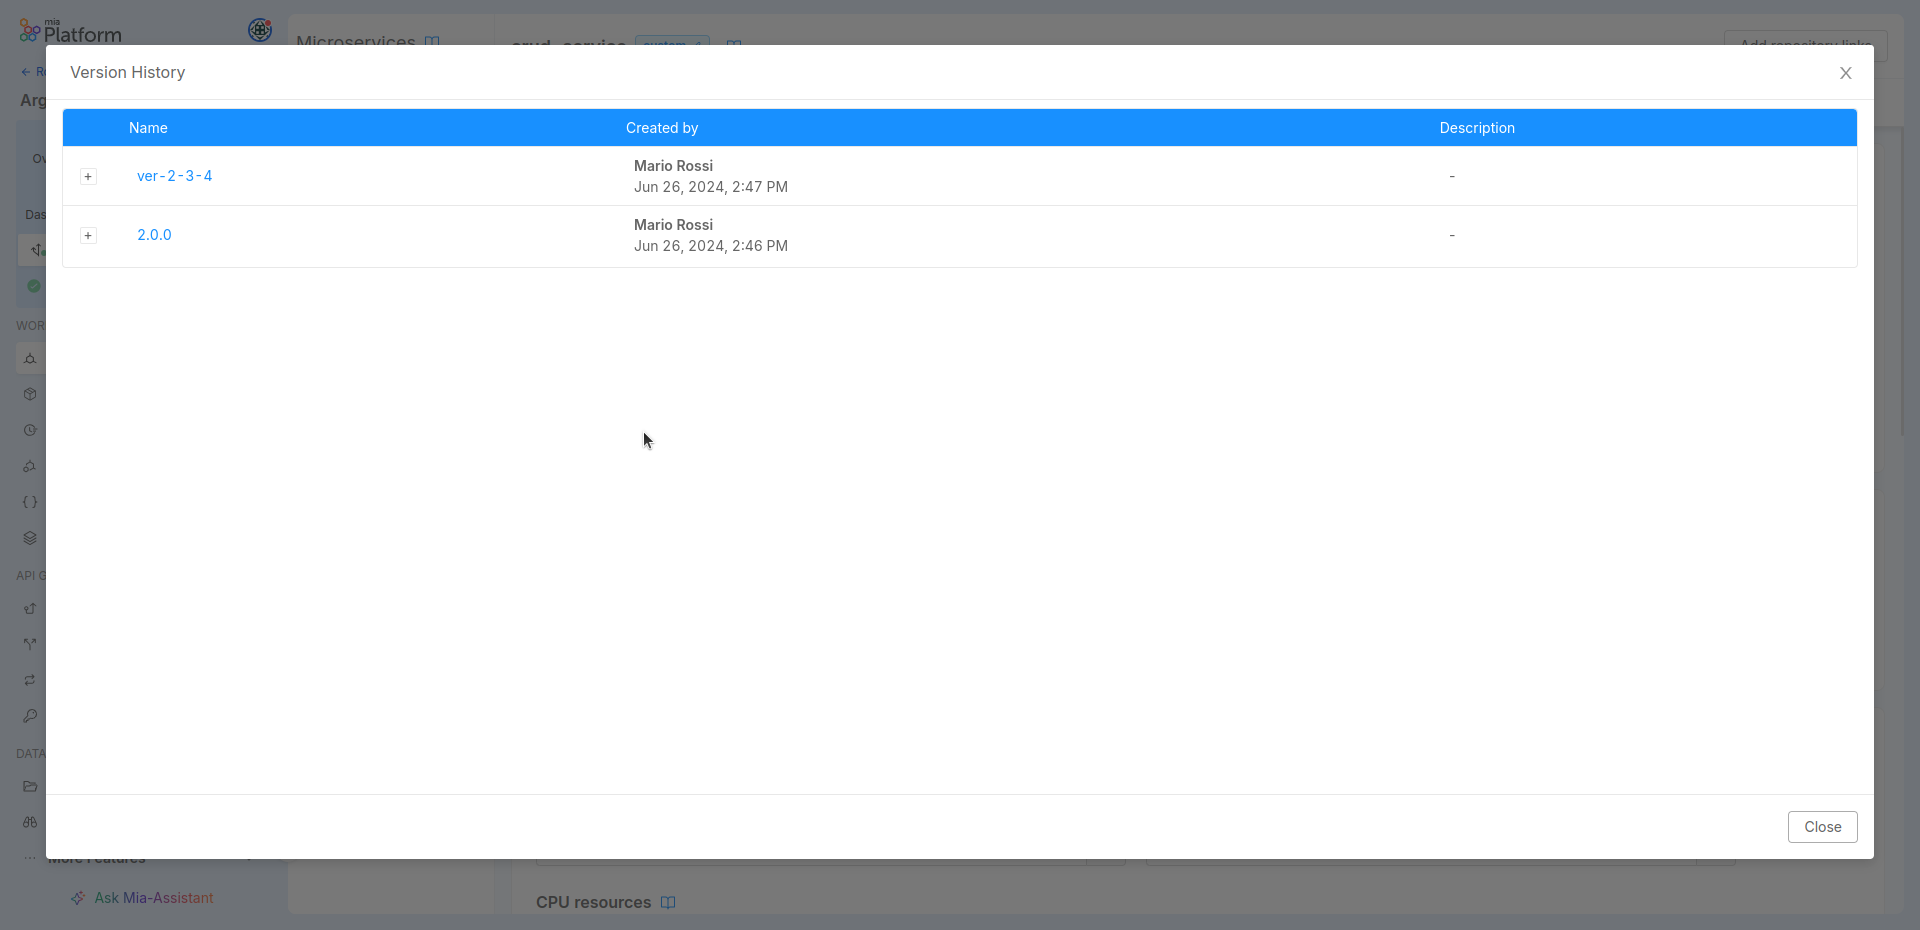 mia
Platform
Microservices
Version History
Name Created by Description
ver-2-3-4
Mario Rossi
Jun 26, 2024, 2:47 PM
-
2.0.0
Mario Rossi
Jun 26, 2024, 2:46 PM
-
Close
More Features
Ask Mia-Assistant
CPU resources